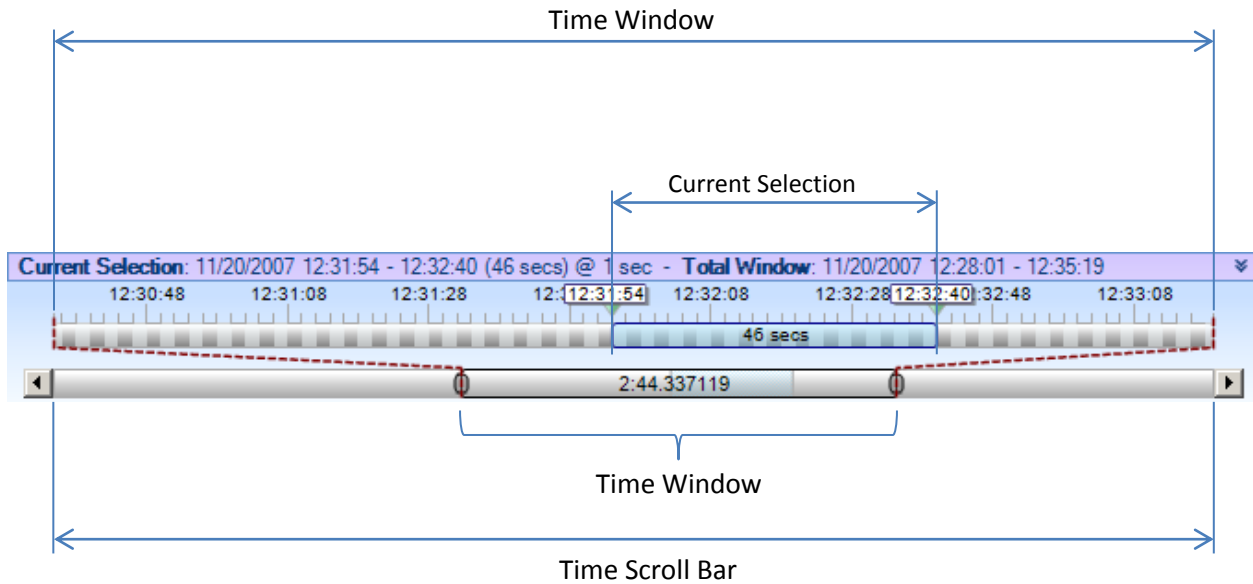 Time Window
Current Selection
Current Selection: 11/20/2007 12:31:54 - 12:32:40 (46 secs) @ 1 sec - Total Window: 11/20/2007 12:28:01 - 12:35:19
12:30:48 12:31:08 12:31:28 12:31:54 12:32:08 12:32:28 12:32:40 :32:48 12:33:08
46 secs
2:44.337119
Time Window
Time Scroll Bar